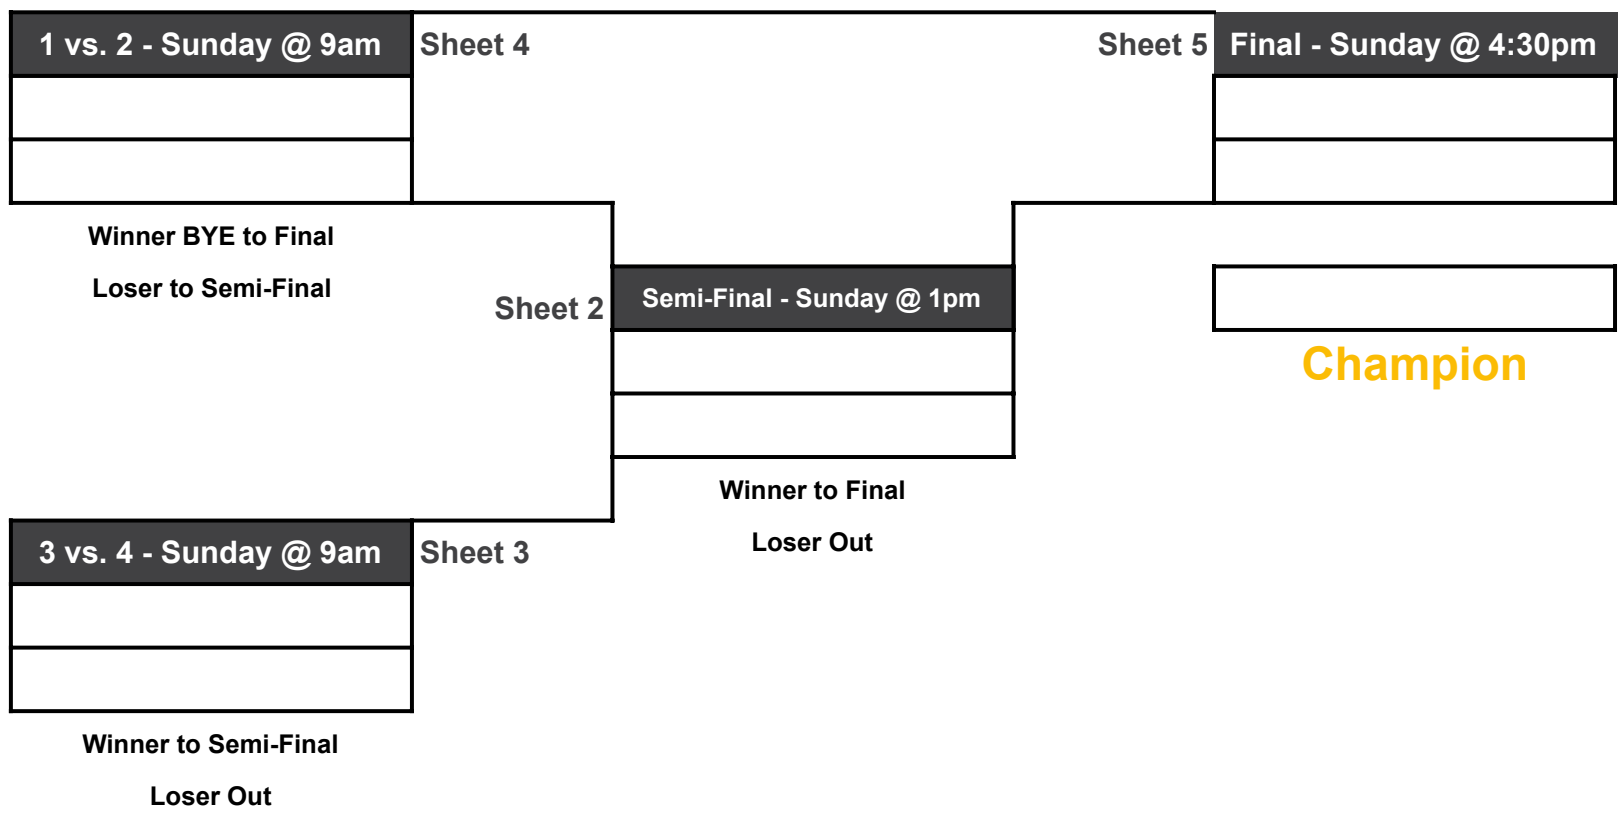 1 vs. 2 - Sunday @ 9am
Sheet 4
Sheet 5
Final - Sunday @ 4:30pm
Winner BYE to Final
Loser to Semi-Final
Sheet 2
Semi-Final - Sunday @ 1pm
Champion
Winner to Final
Loser Out
3 vs. 4 - Sunday @ 9am
Sheet 3
Winner to Semi-Final
Loser Out